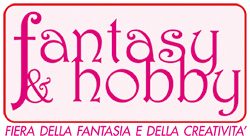 fantasy
& hobby
FIERA DELLA FANTASIA E DELLA CREATIVITA'